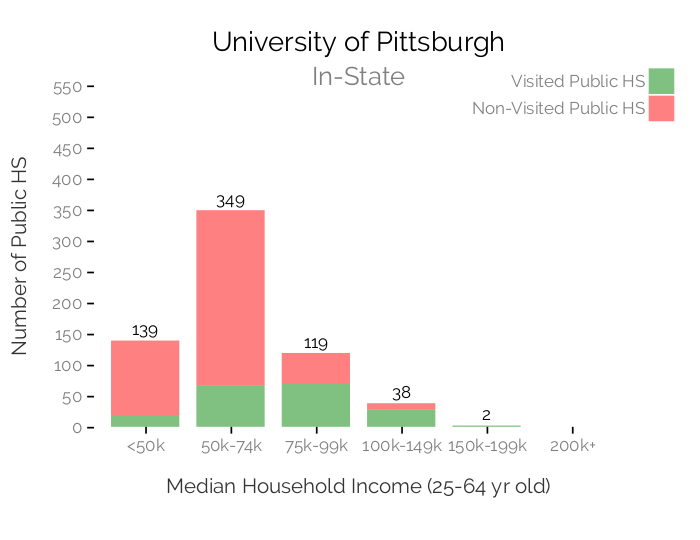 University of Pittsburgh
In-State
Visited Public HS
Non-Visited Public HS
Number of Public HS
550
500
450
400
350
300
250
200
150
100
50
0
139
349
119
38
2
<50k
50k-74k
75k-99k
100k-149k
150k-199k
200k+
Median Household Income (25-64 yr old)